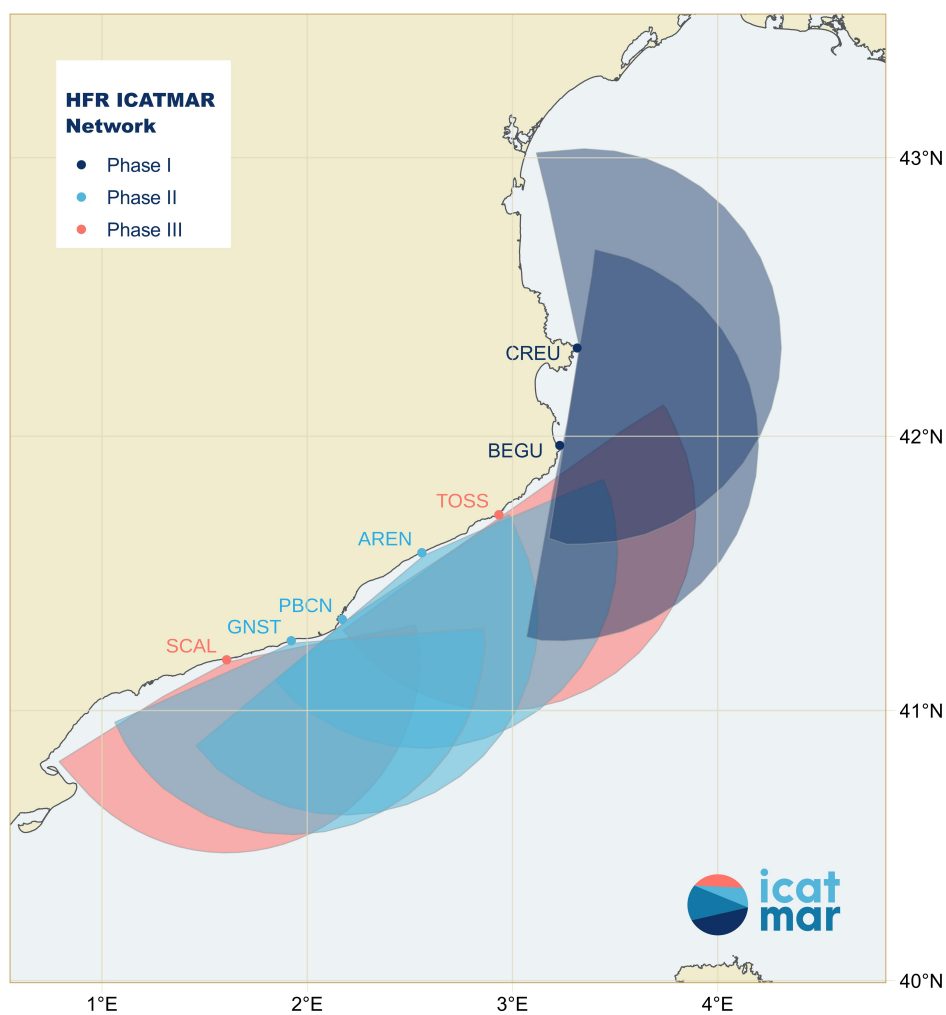 HFR ICATMAR
Network
Phase I
Phase II
Phase III
43°N
CREU
42°N
BEGU
TOSS
AREN
PBCN
GNST
SCAL
41°N
icat
mar
40°N
1°E
2°E
3°E
4°E